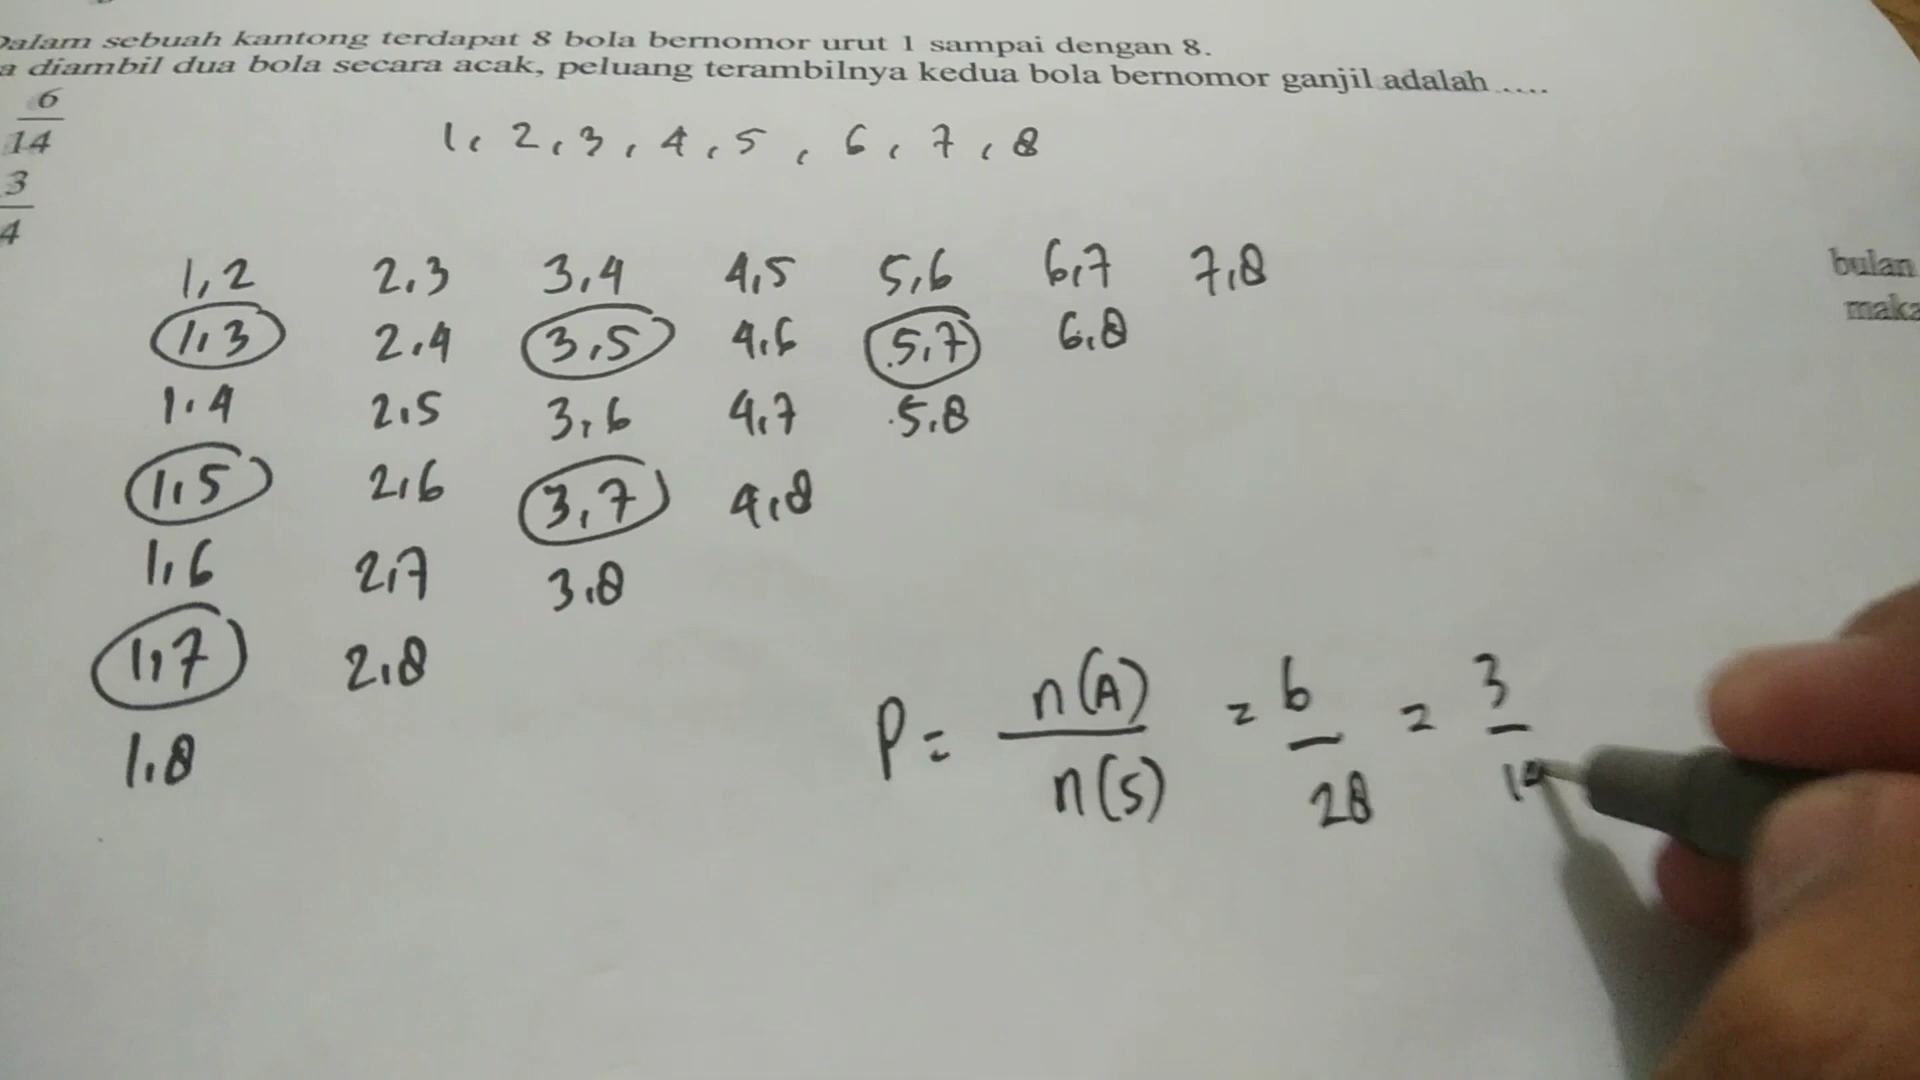 Dalam sebuah kantong terdapat 8 bola bernomor urut 1 sampai dengan 8.
a diambil dua bola secara acak, peluang terambilnya kedua bola bernomor ganjil adalah ....
6
14
3
4
1, 2, 3, 4, 5, 6, 7, 8
1,2 2,3 3,4 4,5 5,6 6,7 7,8
1,3 2,4 3,5 4,6 5,7 6,8
1,4 2,5 3,6 4,7 5,8
1,5 2,6 3,7 4,8
1,6 2,7 3,8
1,7 2,8
1,8
P = n(A) / n(S) = 6 / 28 = 3 /
bulan
maka